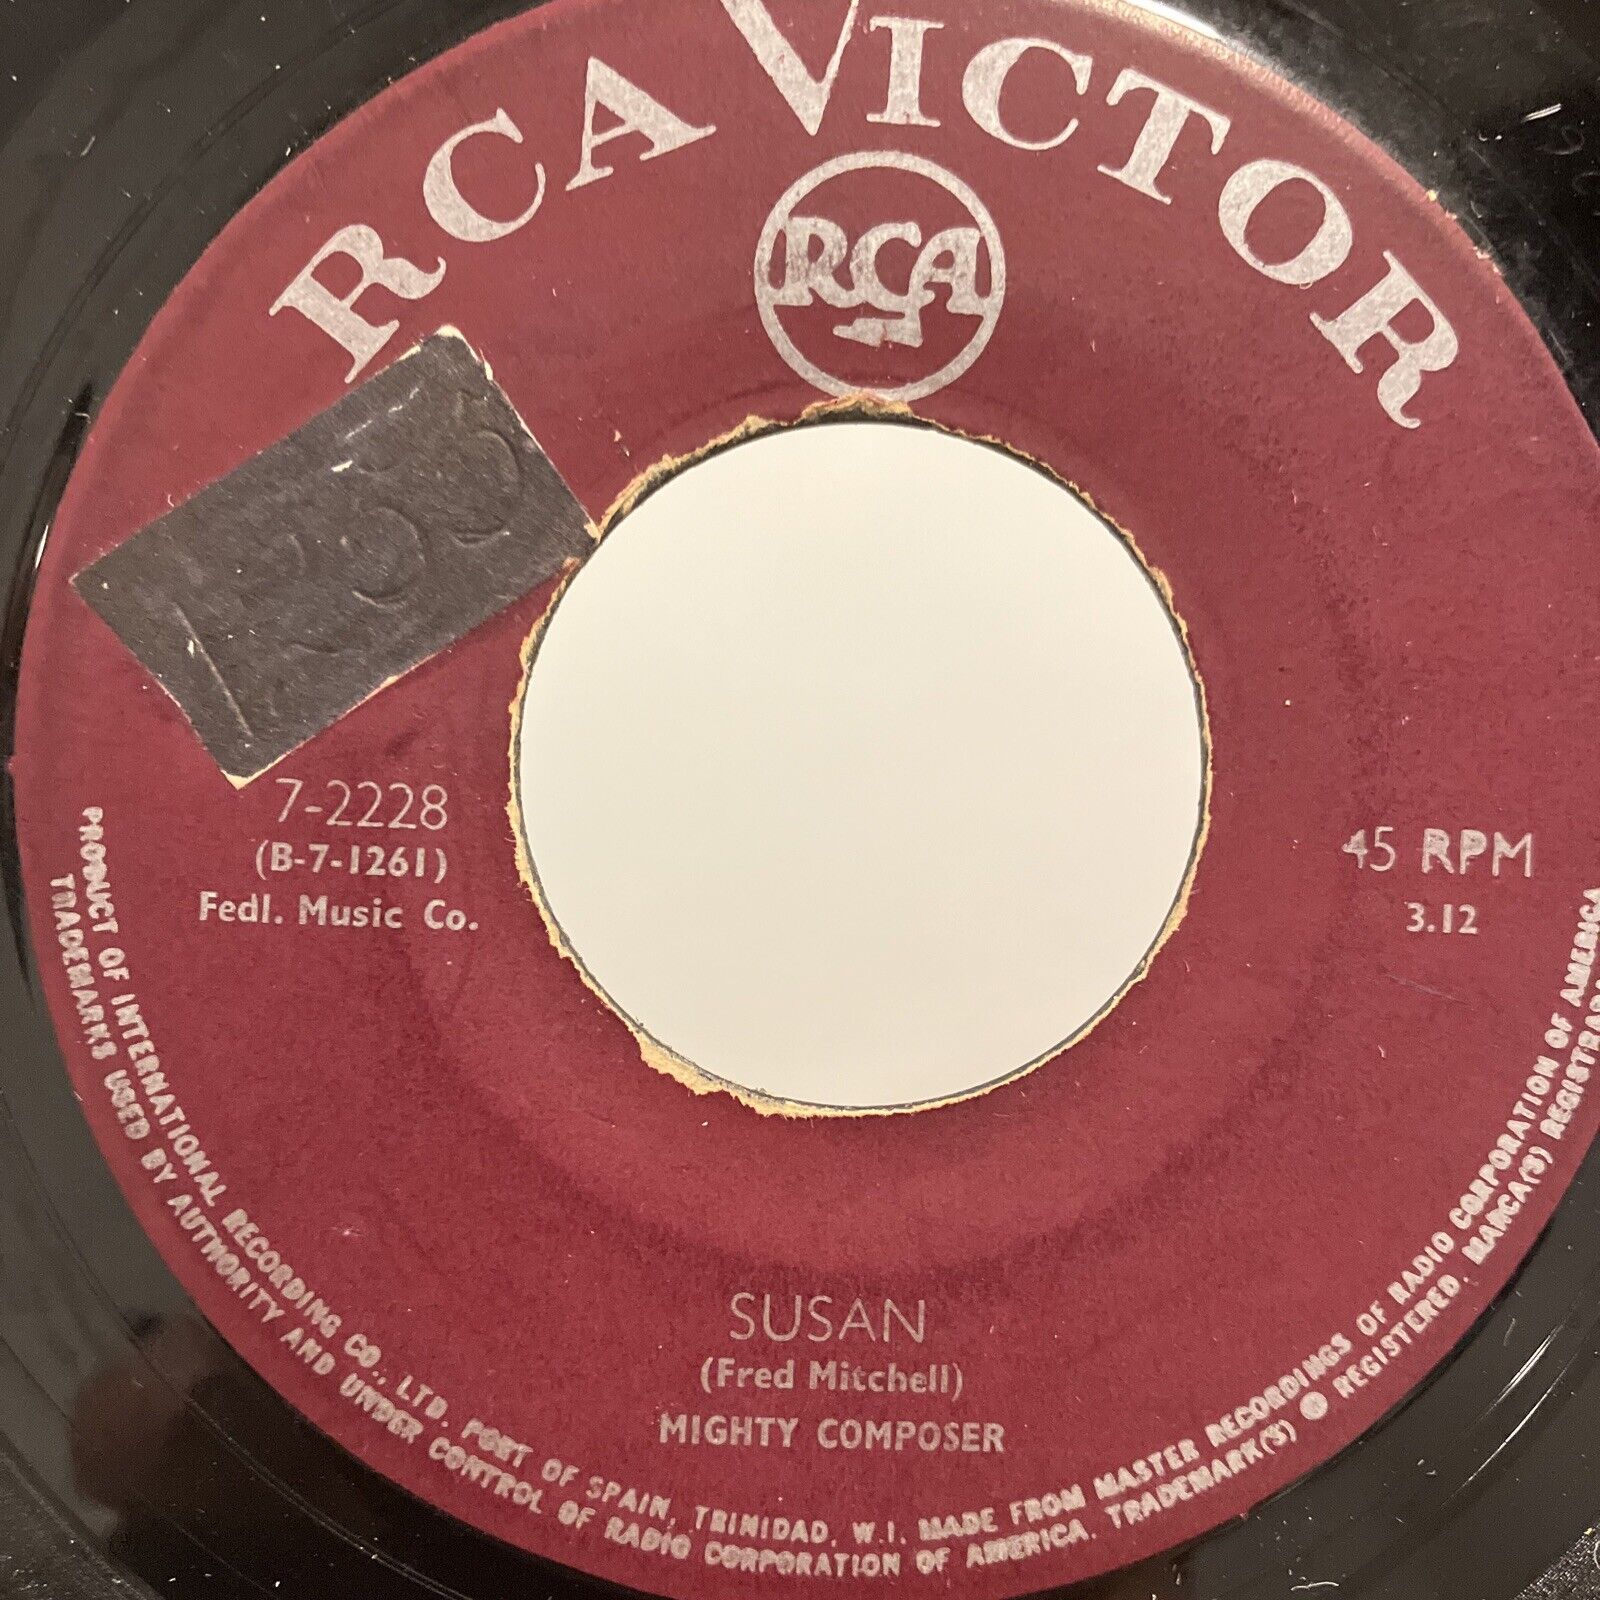 RCA VICTOR
RCA
7-2228
(B-7-1261)
Fedl. Music Co.
45 RPM
3.12
SUSAN
(Fred Mitchell)
MIGHTY COMPOSER
PRODUCT OF INTERNATIONAL RECORDING CO., LTD. PORT OF SPAIN, TRINIDAD, W.I. MADE FROM MASTER RECORDINGS OF RADIO CORPORATION OF AMERICA
TRADEMARKS USED BY AUTHORITY AND UNDER CONTROL OF RADIO CORPORATION OF AMERICA. TRADEMARK(S) ® REGISTERED. MARCA(S) REGISTRADA